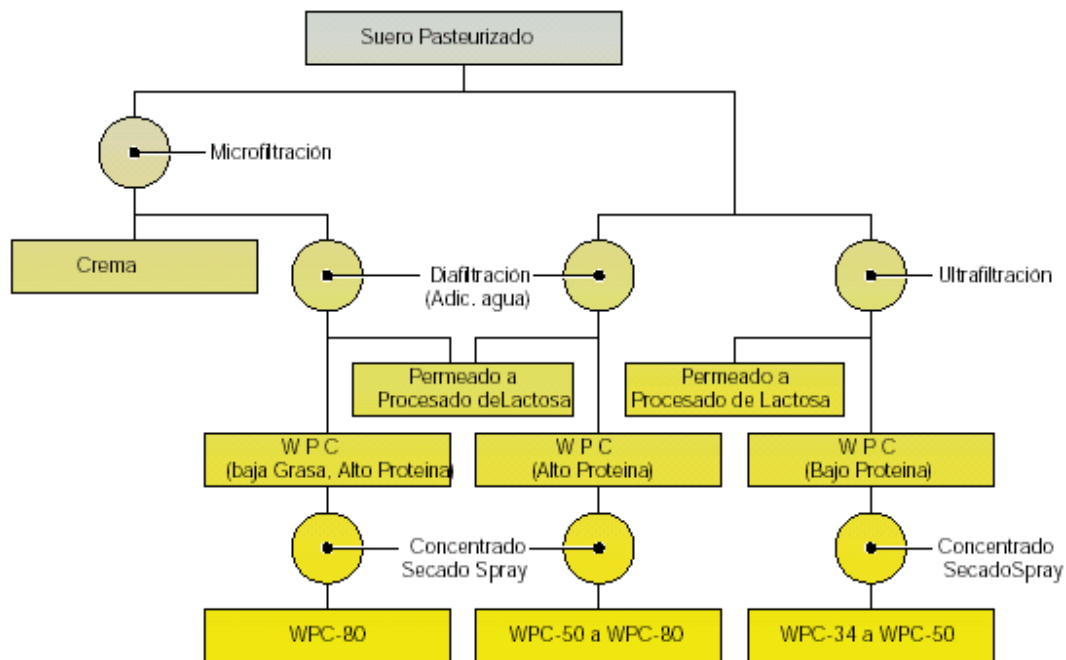 Suero Pasteurizado
Microfiltración
Crema
Diafiltración
(Adic. agua)
Ultrafiltración
Permeado a
Procesado deLactosa
Permeado a
Procesado de Lactosa
W P C
(baja Grasa, Alto Proteina)
W P C
(Alto Proteina)
W P C
(Bajo Proteina)
Concentrado
Secado Spray
Concentrado
SecadoSpray
WPC-80
WPC-50 a WPC-80
WPC-34 a WPC-50